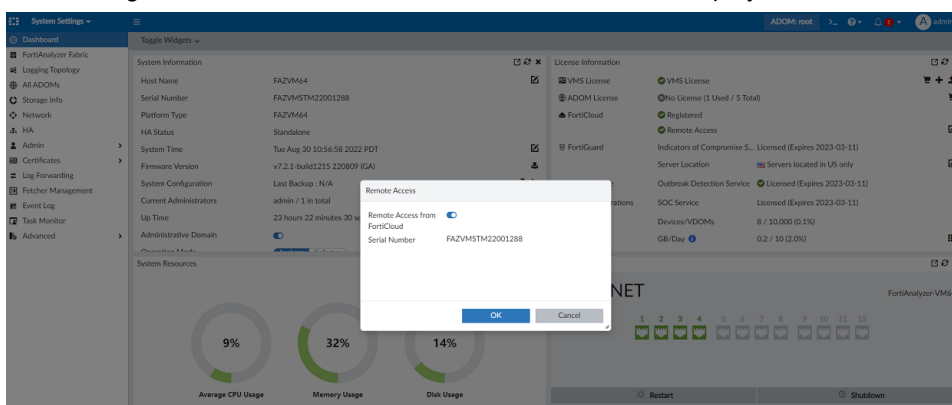 System Settings
ADOM: root
1
A admin
Dashboard
Toggle Widgets
FortiAnalyzer Fabric
Logging Topology
All ADOMs
Storage Info
Network
HA
Admin
Certificates
Log Forwarding
Fetcher Management
Event Log
Task Monitor
Advanced
System Information
Host Name FAZVM64
Serial Number FAZVMSTM22001288
Platform Type FAZVM64
HA Status Standalone
System Time Tue Aug 30 10:56:58 2022 PDT
Firmware Version v7.2.1-build1215 220809 (GA)
System Configuration Last Backup : N/A
Current Administrators admin / 1 in total
Up Time 23 hours 22 minutes 30 se
Administrative Domain
License Information
VMS License VMS License
ADOM License No License (1 Used / 5 Total)
FortiCloud Registered
Remote Access
FortiGuard Indicators of Compromise S... Licensed (Expires 2023-03-11)
Server Location Servers located in US only
Outbreak Detection Service Licensed (Expires 2023-03-11)
SOC Service Licensed (Expires 2023-03-11)
Devices/VDOMs 8 / 10,000 (0.1%)
GB/Day 0.2 / 10 (2.0%)
Remote Access
Remote Access from
FortiCloud
Serial Number FAZVMSTM22001288
OK Cancel
System Resources
9% 32% 14%
Average CPU Usage Memory Usage Disk Usage
NET
FortiAnalyzer-VM6
1 2 3 4 5 6 7 8 9 10 11 12
Restart Shutdown